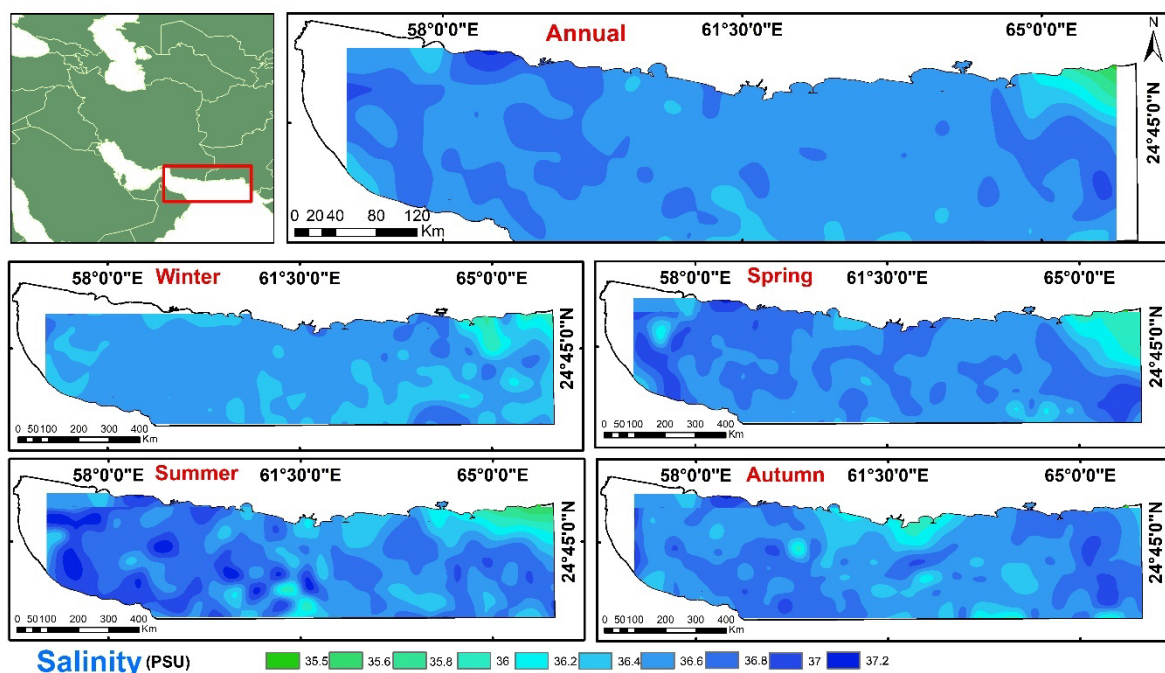 58°0'0"E 61°30'0"E 65°0'0"E
Annual
N
24°45'0"N
0 20 40 80 120
Km
58°0'0"E 61°30'0"E 65°0'0"E
Winter
24°45'0"N
0 50 100 200 300 400
Km
58°0'0"E 61°30'0"E 65°0'0"E
Spring
24°45'0"N
0 50 100 200 300 400
Km
58°0'0"E 61°30'0"E 65°0'0"E
Summer
24°45'0"N
0 50 100 200 300 400
Km
58°0'0"E 61°30'0"E 65°0'0"E
Autumn
24°45'0"N
0 50 100 200 300 400
Km
Salinity (PSU) 35.5 35.6 35.8 36 36.2 36.4 36.6 36.8 37 37.2